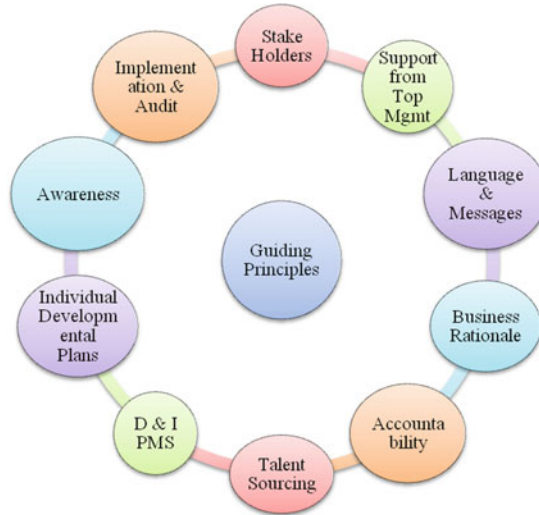 Stake
Holders
Support
from
Top
Mgmt
Language
&
Messages
Business
Rationale
Accounta
bility
Talent
Sourcing
D & I
PMS
Individual
Developm
ental
Plans
Awareness
Implement
ation &
Audit
Guiding
Principles